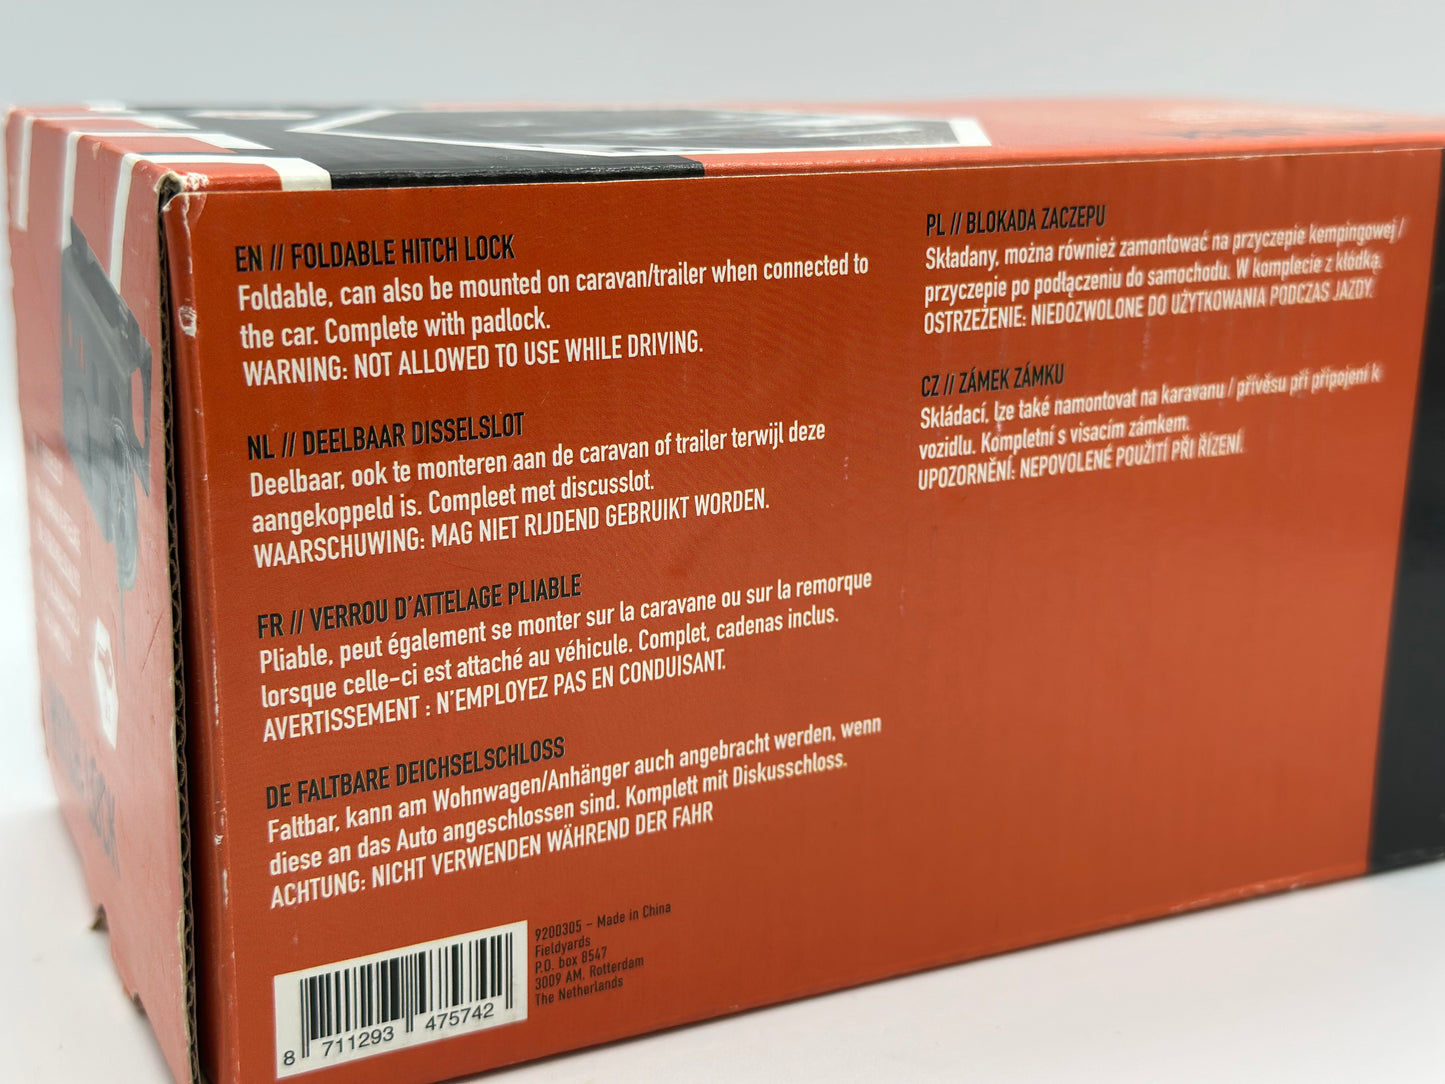 EN // FOLDABLE HITCH LOCK
Foldable, can also be mounted on caravan/trailer when connected to
the car. Complete with padlock.
WARNING: NOT ALLOWED TO USE WHILE DRIVING.
NL // DEELBAAR DISSELSLOT
Deelbaar, ook te monteren aan de caravan of trailer terwijl deze
aangekoppeld is. Compleet met discusslot.
WAARSCHUWING: MAG NIET RIJDEND GEBRUIKT WORDEN.
FR // VERROU D'ATTELAGE PLIABLE
Pliable, peut également se monter sur la caravane ou sur la remorque
lorsque celle-ci est attaché au véhicule. Complet, cadenas inclus.
AVERTISSEMENT : N'EMPLOYEZ PAS EN CONDUISANT.
DE FALTBARE DEICHSELSCHLOSS
Faltbar, kann am Wohnwagen/Anhänger auch angebracht werden, wenn
diese an das Auto angeschlossen sind. Komplett mit Diskusschloss.
ACHTUNG: NICHT VERWENDEN WÄHREND DER FAHR
PL // BLOKADA ZACZEPU
Składany, można również zamontować na przyczepie kempingowej /
przyczepie po podłączeniu do samochodu. W komplecie z kłódką.
OSTRZEŻENIE: NIEDOZWOLONE DO UŻYTKOWANIA PODCZAS JAZDY.
CZ // ZÁMEK ZÁMKU
Skládací, lze také namontovat na karavanu / přívěsu při připojení k
vozidlu. Kompletní s visacím zámkem.
UPOZORNĚNÍ: NEPOVOLENÉ POUŽITÍ PŘI ŘÍZENÍ.
9200305 - Made in China
Fieldyards
P.O. box 8547
3009 AM, Rotterdam
The Netherlands
8 711293 475742
LOCK